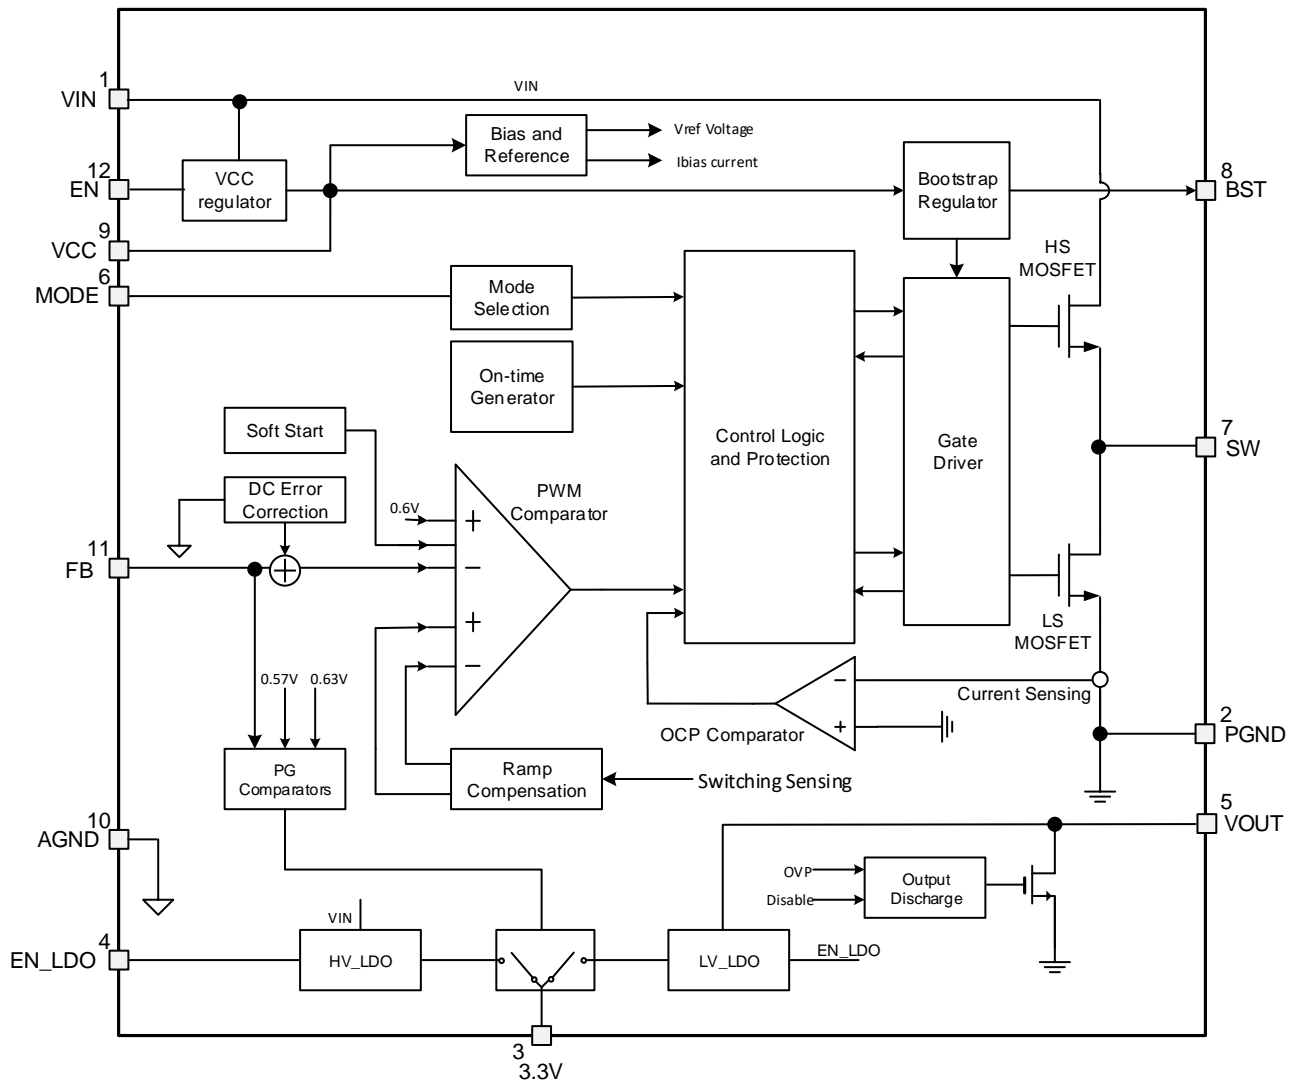 1
VIN
VIN
12
EN
VCC
regulator
Bias and
Reference
Vref Voltage
Ibias current
Bootstrap
Regulator
8
BST
9
VCC
6
MODE
Mode
Selection
HS
MOSFET
On-time
Generator
Soft Start
Control Logic
and Protection
Gate
Driver
7
SW
DC Error
Correction
0.6V
PWM
Comparator
+
−
+
−
11
FB
+
LS
MOSFET
0.57V
0.63V
−
+
Current Sensing
OCP Comparator
2
PGND
PG
Comparators
Ramp
Compensation
Switching Sensing
10
AGND
5
VOUT
OVP
Disable
Output
Discharge
VIN
4
EN_LDO
HV_LDO
LV_LDO
EN_LDO
3
3.3V